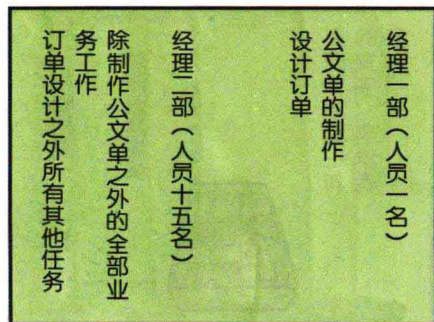 经理一部（人员一名）
公文单的制作
设计订单
经理二部（人员十五名）
除制作公文单之外的全部业
务工作
订单设计之外所有其他任务